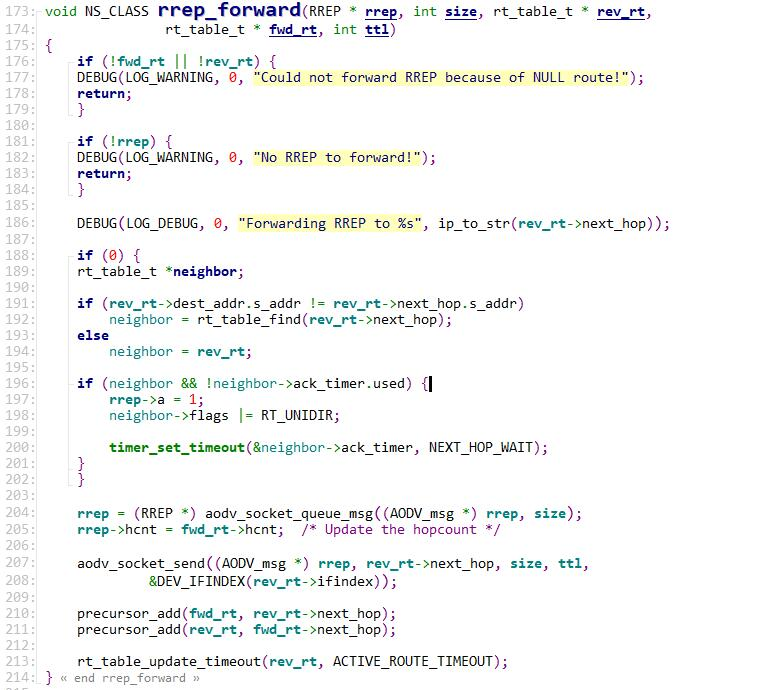 173: void NS_CLASS rrep_forward(RREP * rrep, int size, rt_table_t * rev_rt,
174:                rt_table_t * fwd_rt, int ttl)
175: {
176:     if (!fwd_rt || !rev_rt) {
177:     DEBUG(LOG_WARNING, 0, "Could not forward RREP because of NULL route!");
178:     return;
179:     }
180:
181:     if (!rrep) {
182:     DEBUG(LOG_WARNING, 0, "No RREP to forward!");
183:     return;
184:     }
185:
186:     DEBUG(LOG_DEBUG, 0, "Forwarding RREP to %s", ip_to_str(rev_rt->next_hop));
187:
188:     if (0) {
189:     rt_table_t *neighbor;
190:
191:     if (rev_rt->dest_addr.s_addr != rev_rt->next_hop.s_addr)
192:         neighbor = rt_table_find(rev_rt->next_hop);
193:     else
194:         neighbor = rev_rt;
195:
196:     if (neighbor && !neighbor->ack_timer.used) {
197:         rrep->a = 1;
198:         neighbor->flags |= RT_UNIDIR;
199:
200:         timer_set_timeout(&neighbor->ack_timer, NEXT_HOP_WAIT);
201:     }
202:     }
203:
204:     rrep = (RREP *) aodv_socket_queue_msg((AODV_msg *) rrep, size);
205:     rrep->hcnt = fwd_rt->hcnt;  /* Update the hopcount */
206:
207:     aodv_socket_send((AODV_msg *) rrep, rev_rt->next_hop, size, ttl,
208:              &DEV_IFINDEX(rev_rt->ifindex));
209:
210:     precursor_add(fwd_rt, rev_rt->next_hop);
211:     precursor_add(rev_rt, fwd_rt->next_hop);
212:
213:     rt_table_update_timeout(rev_rt, ACTIVE_ROUTE_TIMEOUT);
214: } « end rrep_forward »